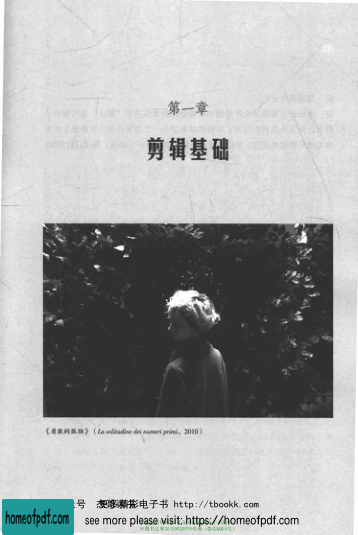 第一章
剪辑基础
《质数的孤独》（La solitudine dei numeri primi，2010）
电子书 http://tbookk.com
homeofpdf.com
see more please visit: https://homeofpdf.com